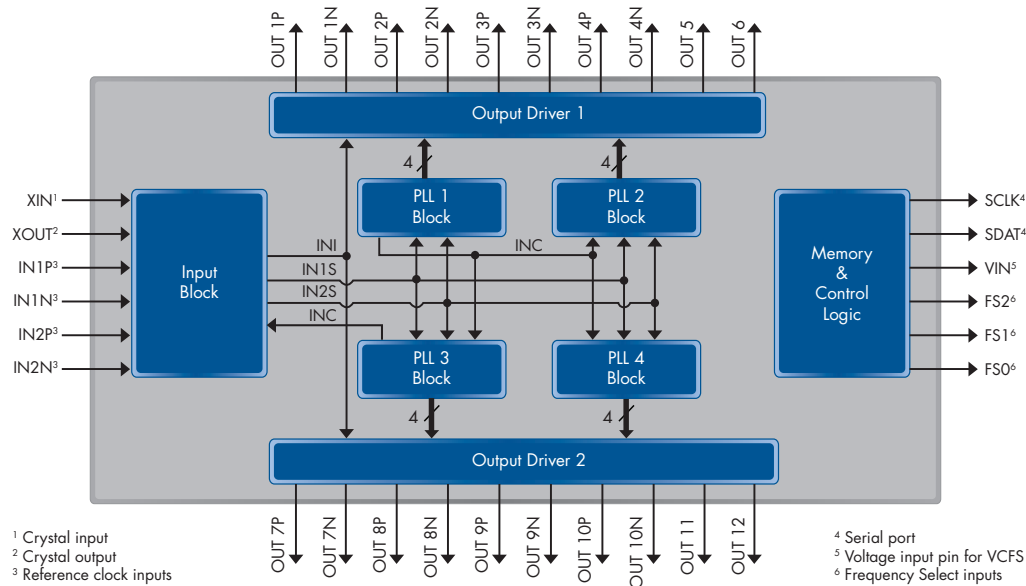 OUT 1P
OUT 1N
OUT 2P
OUT 2N
OUT 3P
OUT 3N
OUT 4P
OUT 4N
OUT 5
OUT 6
Output Driver 1
4
4
PLL 1
Block
PLL 2
Block
XIN¹
XOUT²
IN1P³
IN1N³
IN2P³
IN2N³
Input
Block
INI
IN1S
IN2S
INC
INC
Memory
&
Control
Logic
SCLK⁴
SDAT⁴
VIN⁵
FS2⁶
FS1⁶
FS0⁶
PLL 3
Block
PLL 4
Block
4
4
Output Driver 2
OUT 7P
OUT 7N
OUT 8P
OUT 8N
OUT 9P
OUT 9N
OUT 10P
OUT 10N
OUT 11
OUT 12
¹ Crystal input
² Crystal output
³ Reference clock inputs
⁴ Serial port
⁵ Voltage input pin for VCFS
⁶ Frequency Select inputs